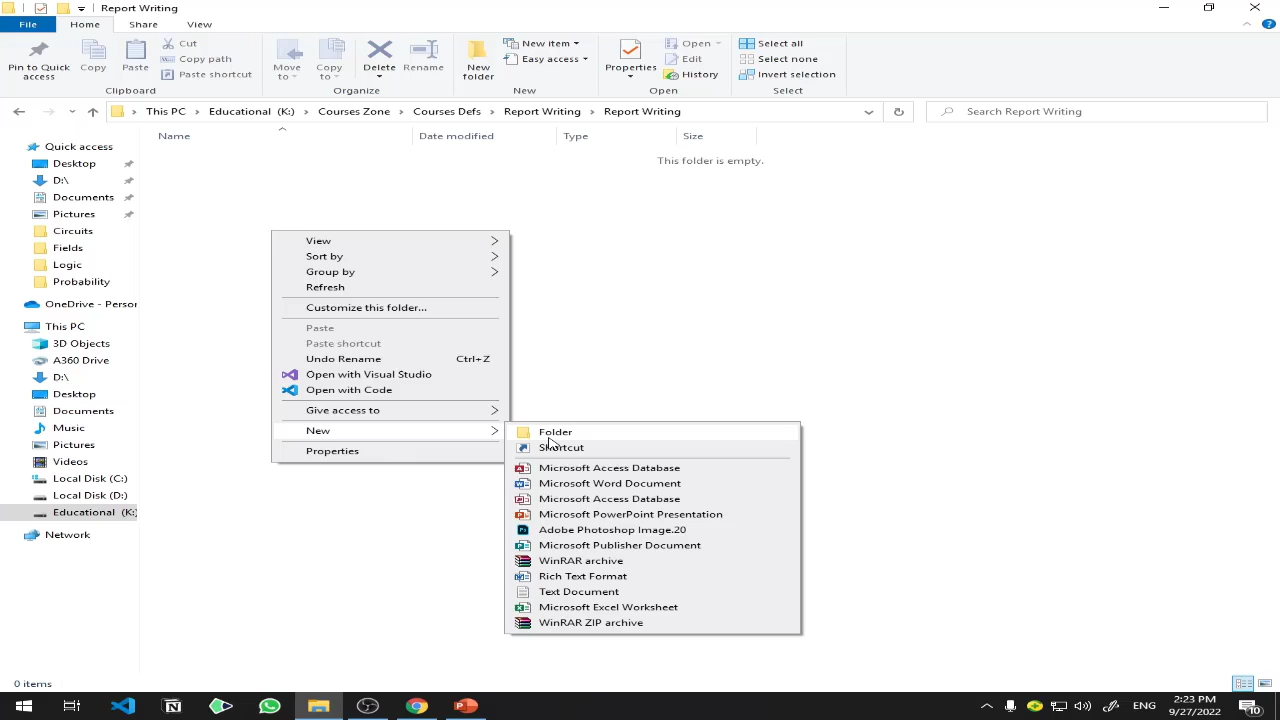 Report Writing
File Home Share View
Pin to Quick access
Copy
Paste
Cut
Copy path
Paste shortcut
Clipboard
Move to
Copy to
Delete
Rename
Organize
New folder
New item
Easy access
New
Properties
Open
Edit
History
Open
Select all
Select none
Invert selection
Select
This PC Educational (K:) Courses Zone Courses Defs Report Writing Report Writing
Search Report Writing
Name Date modified Type Size
This folder is empty.
Quick access
Desktop
D:\
Documents
Pictures
Circuits
Fields
Logic
Probability
OneDrive - Persor
This PC
3D Objects
A360 Drive
D:\
Desktop
Documents
Music
Pictures
Videos
Local Disk (C:)
Local Disk (D:)
Educational (K:)
Network
View
Sort by
Group by
Refresh
Customize this folder...
Paste
Paste shortcut
Undo Rename Ctrl+Z
Open with Visual Studio
Open with Code
Give access to
New
Properties
Folder
Shortcut
Microsoft Access Database
Microsoft Word Document
Microsoft Access Database
Microsoft PowerPoint Presentation
Adobe Photoshop Image.20
Microsoft Publisher Document
WinRAR archive
Rich Text Format
Text Document
Microsoft Excel Worksheet
WinRAR ZIP archive
0 items
ENG
2:23 PM
9/27/2022
10